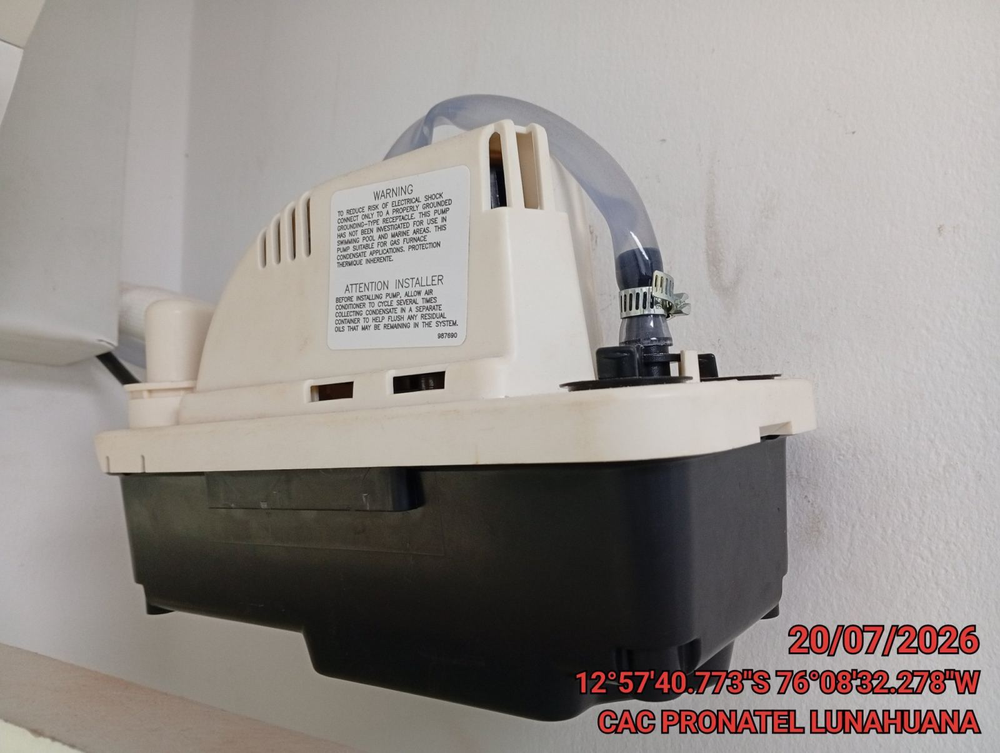 WARNING
TO REDUCE RISK OF ELECTRICAL SHOCK
CONNECT ONLY TO A PROPERLY GROUNDED
GROUNDING-TYPE RECEPTACLE. THIS PUMP
HAS NOT BEEN INVESTIGATED FOR USE IN
SWIMMING POOL AND MARINE AREAS. THIS
PUMP SUITABLE FOR GAS FURNACE
CONDENSATE APPLICATIONS. PROTECTION
THERMIQUE INHERENTE.
ATTENTION INSTALLER
BEFORE INSTALLING PUMP, ALLOW AIR
CONDITIONER TO CYCLE SEVERAL TIMES
COLLECTING CONDENSATE IN A SEPARATE
CONTAINER TO HELP FLUSH ANY RESIDUAL
OILS THAT MAY BE REMAINING IN THE SYSTEM.
987690
20/07/2026
12°57'40.773"S 76°08'32.278"W
CAC PRONATEL LUNAHUANA